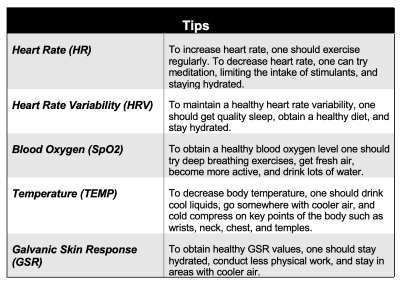 Tips
Heart Rate (HR)
To increase heart rate, one should exercise
regularly. To decrease heart rate, one can try
meditation, limiting the intake of stimulants, and
staying hydrated.
Heart Rate Variability (HRV)
To maintain a healthy heart rate variability, one
should get quality sleep, obtain a healthy diet, and
stay hydrated.
Blood Oxygen (SpO2)
To obtain a healthy blood oxygen level one should
try deep breathing exercises, get fresh air,
become more active, and drink lots of water.
Temperature (TEMP)
To decrease body temperature, one should drink
cool liquids, go somewhere with cooler air, and
cold compress on key points of the body such as
wrists, neck, chest, and temples.
Galvanic Skin Response
(GSR)
To obtain healthy GSR values, one should stay
hydrated, conduct less physical work, and stay in
areas with cooler air.